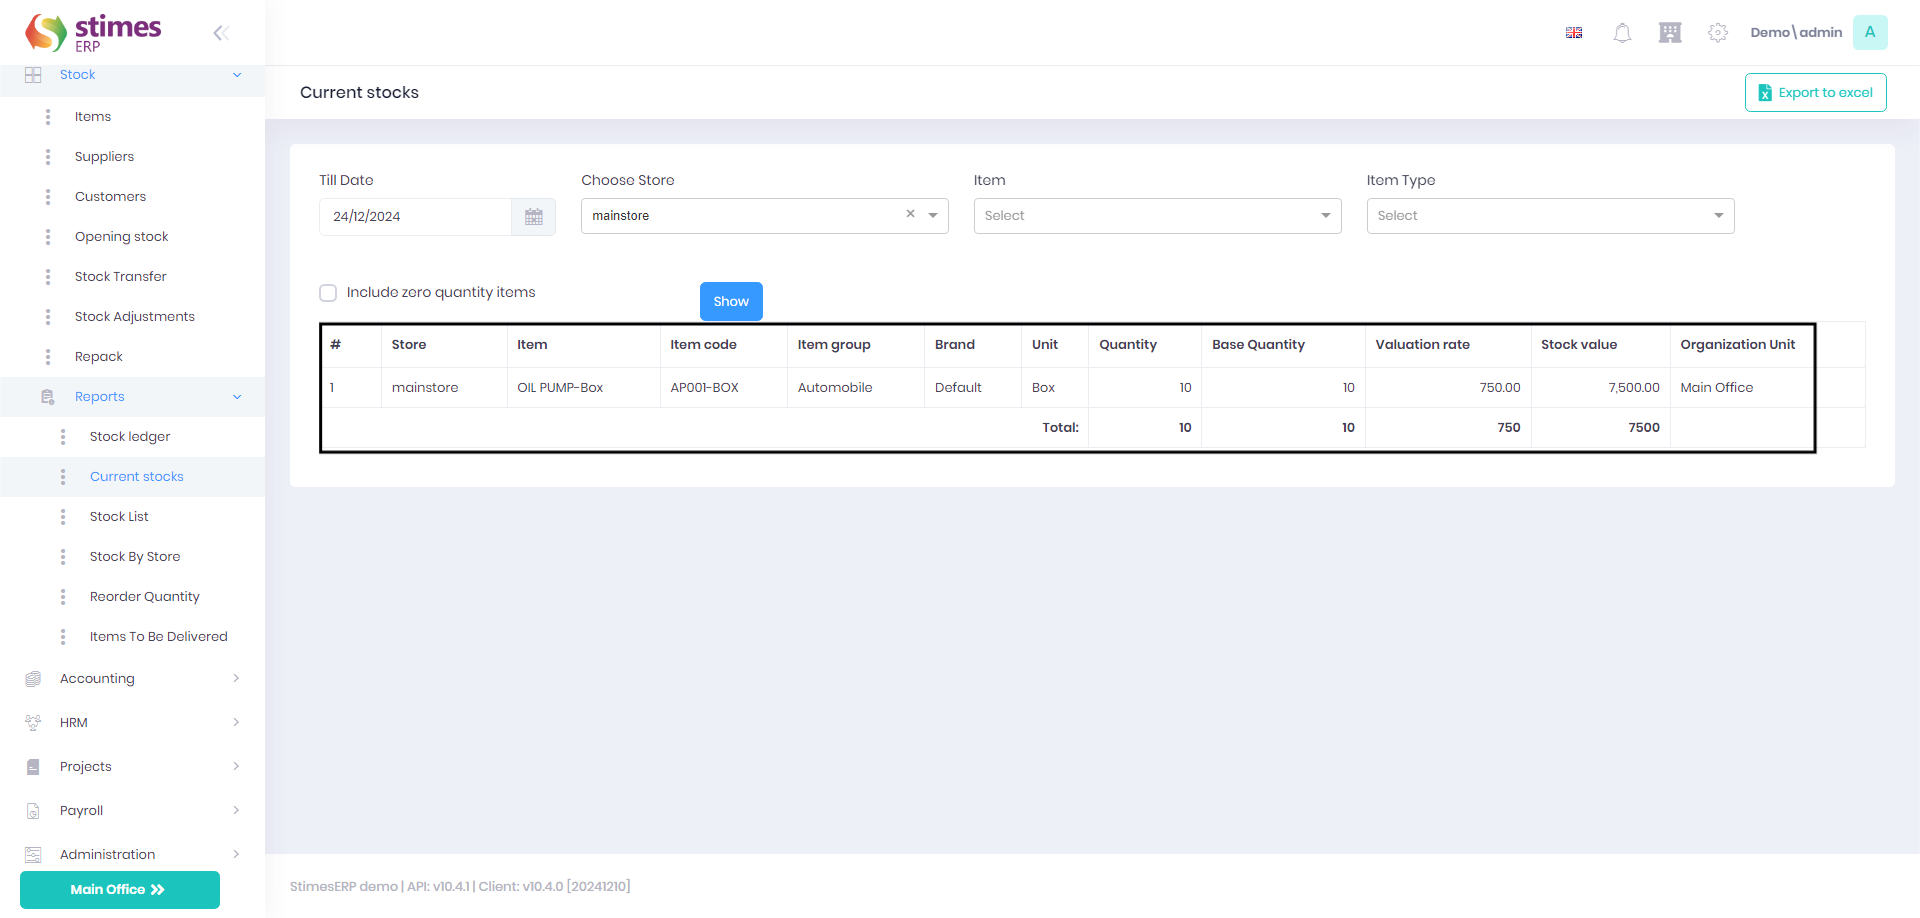 stimes
ERP
Demo\admin
A
Stock
Items
Suppliers
Customers
Opening stock
Stock Transfer
Stock Adjustments
Repack
Reports
Stock ledger
Current stocks
Stock List
Stock By Store
Reorder Quantity
Items To Be Delivered
Accounting
HRM
Projects
Payroll
Administration
Main Office
Current stocks
Export to excel
Till Date Choose Store Item Item Type
24/12/2024 mainstore × Select Select
Include zero quantity items Show
# Store Item Item code Item group Brand Unit Quantity Base Quantity Valuation rate Stock value Organization Unit
1 mainstore OIL PUMP-Box AP001-BOX Automobile Default Box 10 10 750.00 7,500.00 Main Office
Total: 10 10 750 7500
StimesERP demo | API: v10.4.1 | Client: v10.4.0 [20241210]